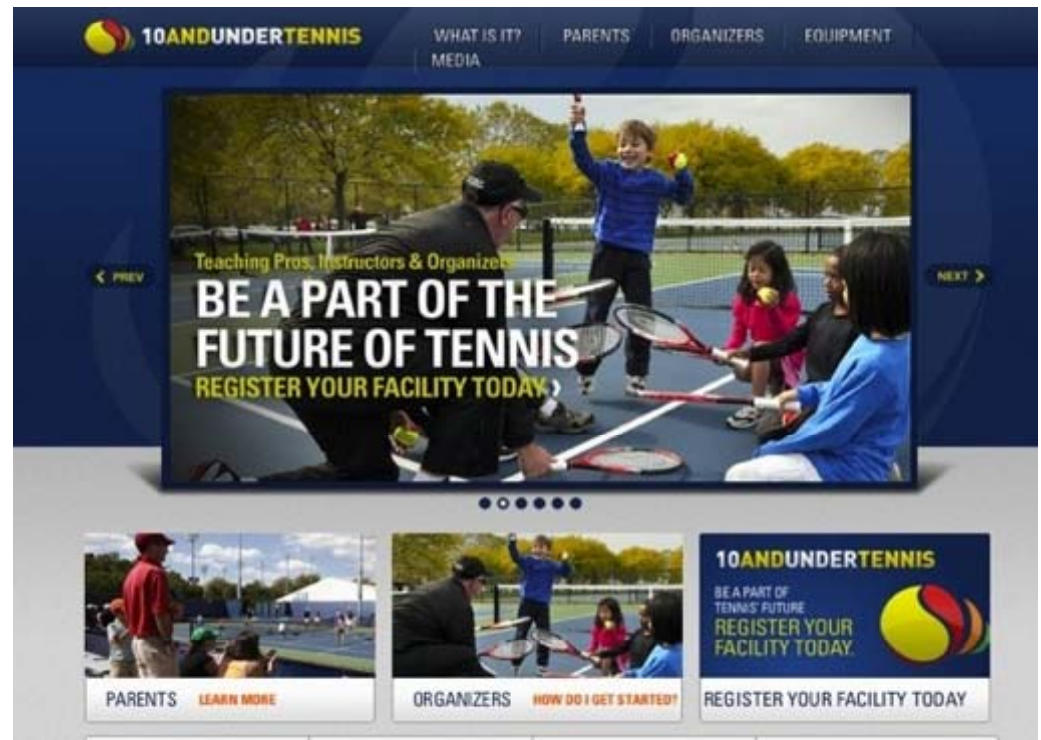 10ANDUNDERTENNIS
WHAT IS IT? PARENTS ORGANIZERS EQUIPMENT
MEDIA
Teaching Pros, Instructors & Organizers
BE A PART OF THE
FUTURE OF TENNIS
REGISTER YOUR FACILITY TODAY
PREV
NEXT
PARENTS LEARN MORE
ORGANIZERS HOW DO I GET STARTED?
10ANDUNDERTENNIS
BE A PART OF
TENNIS' FUTURE
REGISTER YOUR
FACILITY TODAY.
REGISTER YOUR FACILITY TODAY